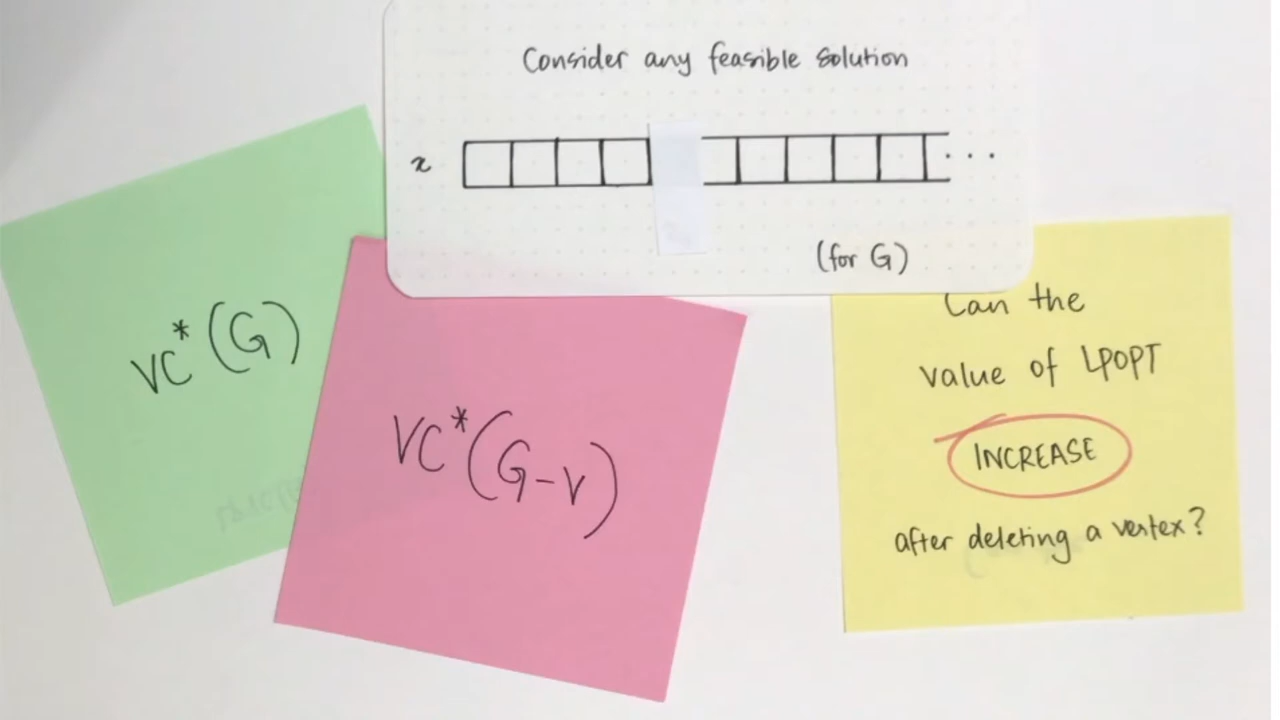 Consider any feasible solution
x ...
(for G)
VC*(G)
VC*(G-v)
Can the
value of LPOPT
INCREASE
after deleting a vertex?